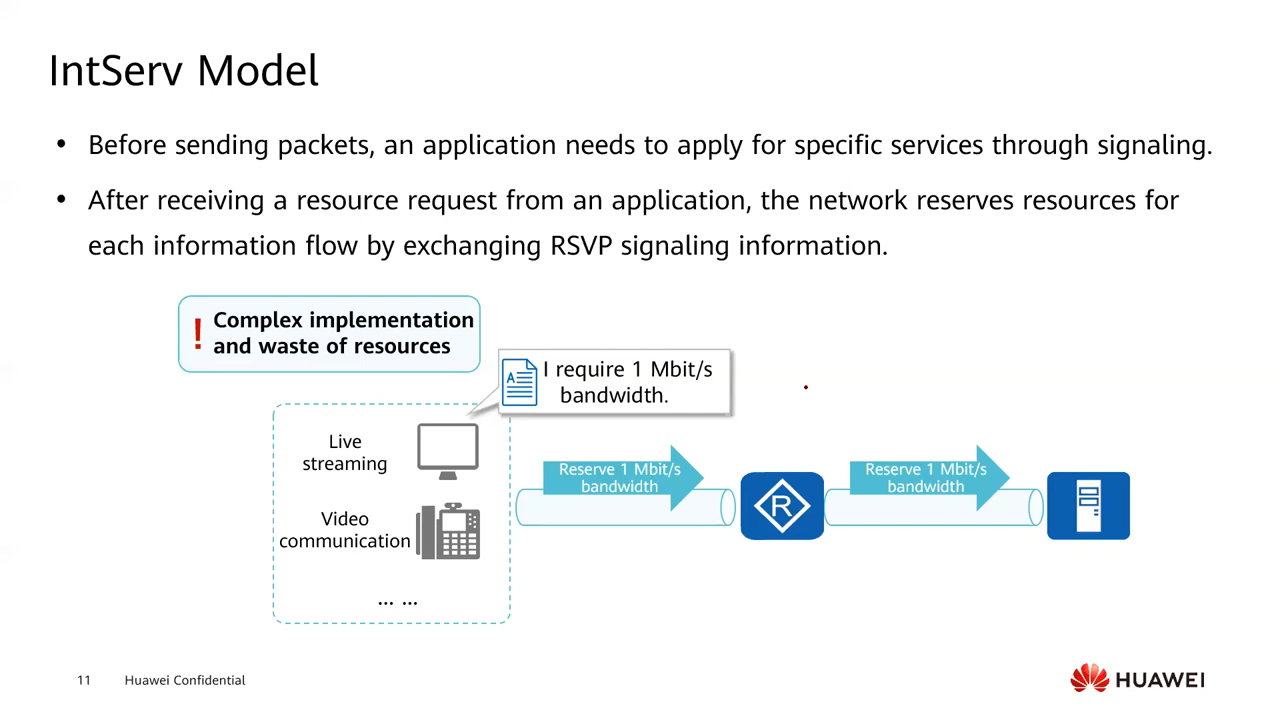 IntServ Model
• Before sending packets, an application needs to apply for specific services through signaling.
• After receiving a resource request from an application, the network reserves resources for
each information flow by exchanging RSVP signaling information.
! Complex implementation
and waste of resources
A
I require 1 Mbit/s
bandwidth.
Live
streaming
Video
communication
... ...
Reserve 1 Mbit/s
bandwidth
R
Reserve 1 Mbit/s
bandwidth
11
Huawei Confidential
HUAWEI